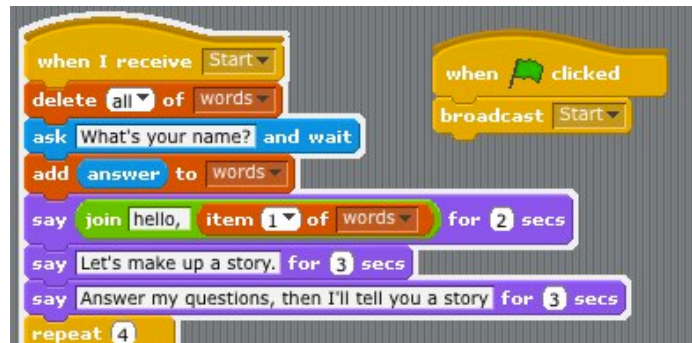 when I receive Start
delete all of words
ask What's your name? and wait
add answer to words
say join hello, item 1 of words for 2 secs
say Let's make up a story. for 3 secs
say Answer my questions, then I'll tell you a story for 3 secs
repeat 4
when clicked
broadcast Start